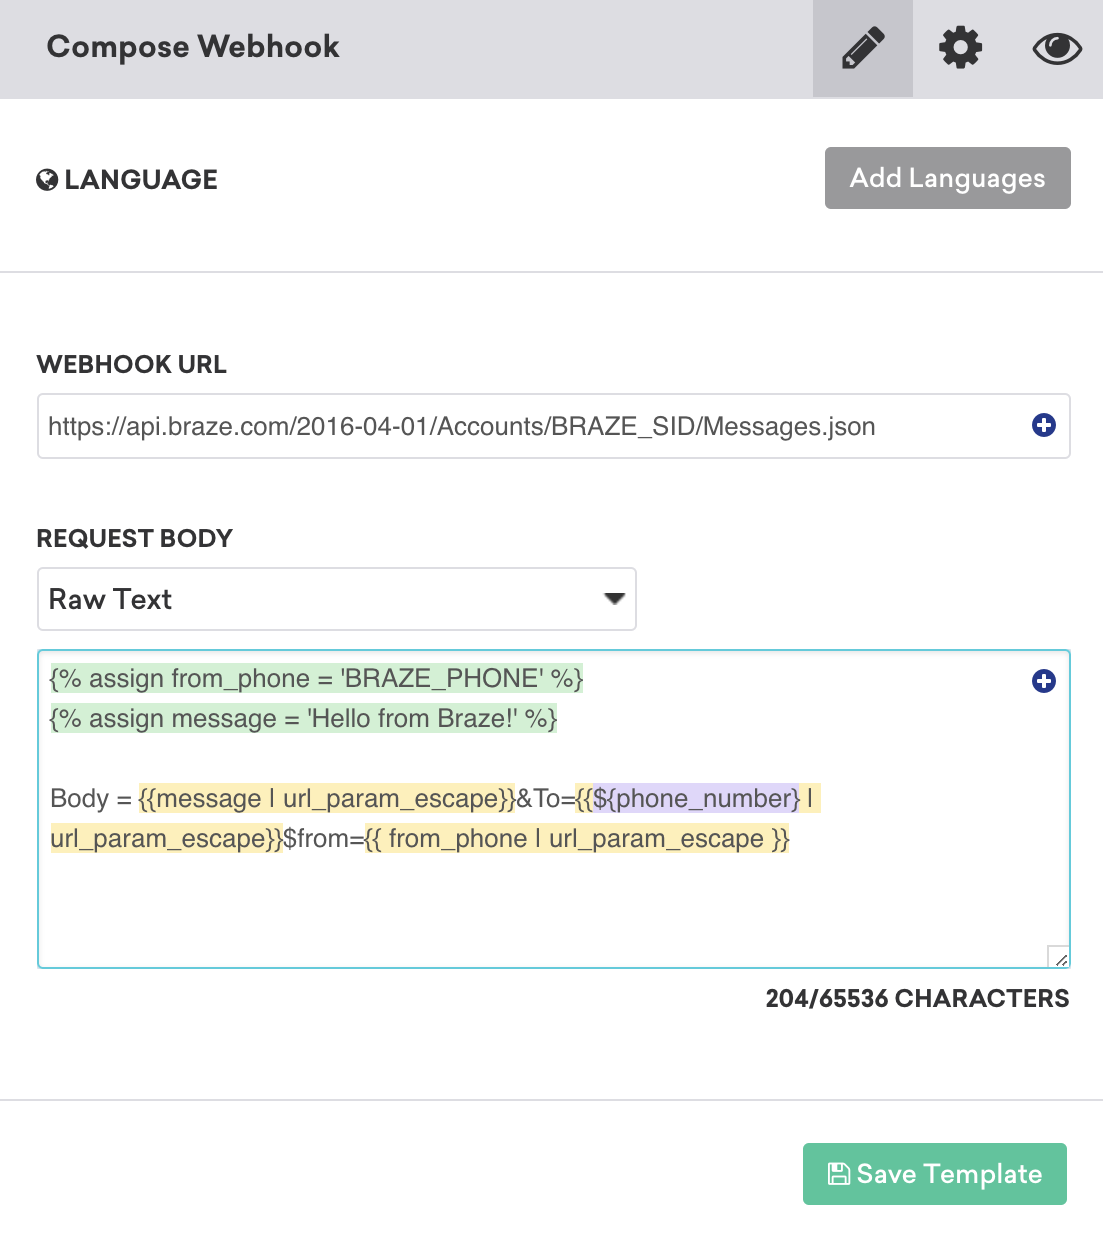 Compose Webhook
LANGUAGE
Add Languages
WEBHOOK URL
https://api.braze.com/2016-04-01/Accounts/BRAZE_SID/Messages.json
REQUEST BODY
Raw Text
{% assign from_phone = 'BRAZE_PHONE' %}
{% assign message = 'Hello from Braze!' %}
Body = {{message | url_param_escape}}&To={{${phone_number} |
url_param_escape}}$from={{ from_phone | url_param_escape }}
204/65536 CHARACTERS
Save Template